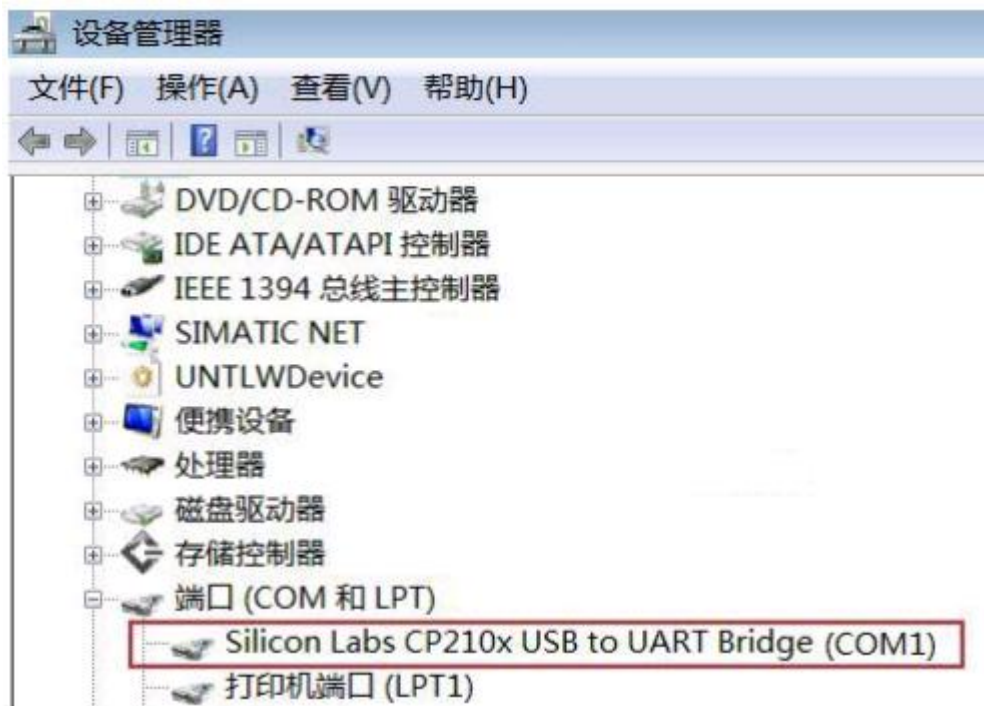 设备管理器
文件(F) 操作(A) 查看(V) 帮助(H)
DVD/CD-ROM 驱动器
IDE ATA/ATAPI 控制器
IEEE 1394 总线主控制器
SIMATIC NET
UNTLWDevice
便携设备
处理器
磁盘驱动器
存储控制器
端口 (COM 和 LPT)
Silicon Labs CP210x USB to UART Bridge (COM1)
打印机端口 (LPT1)